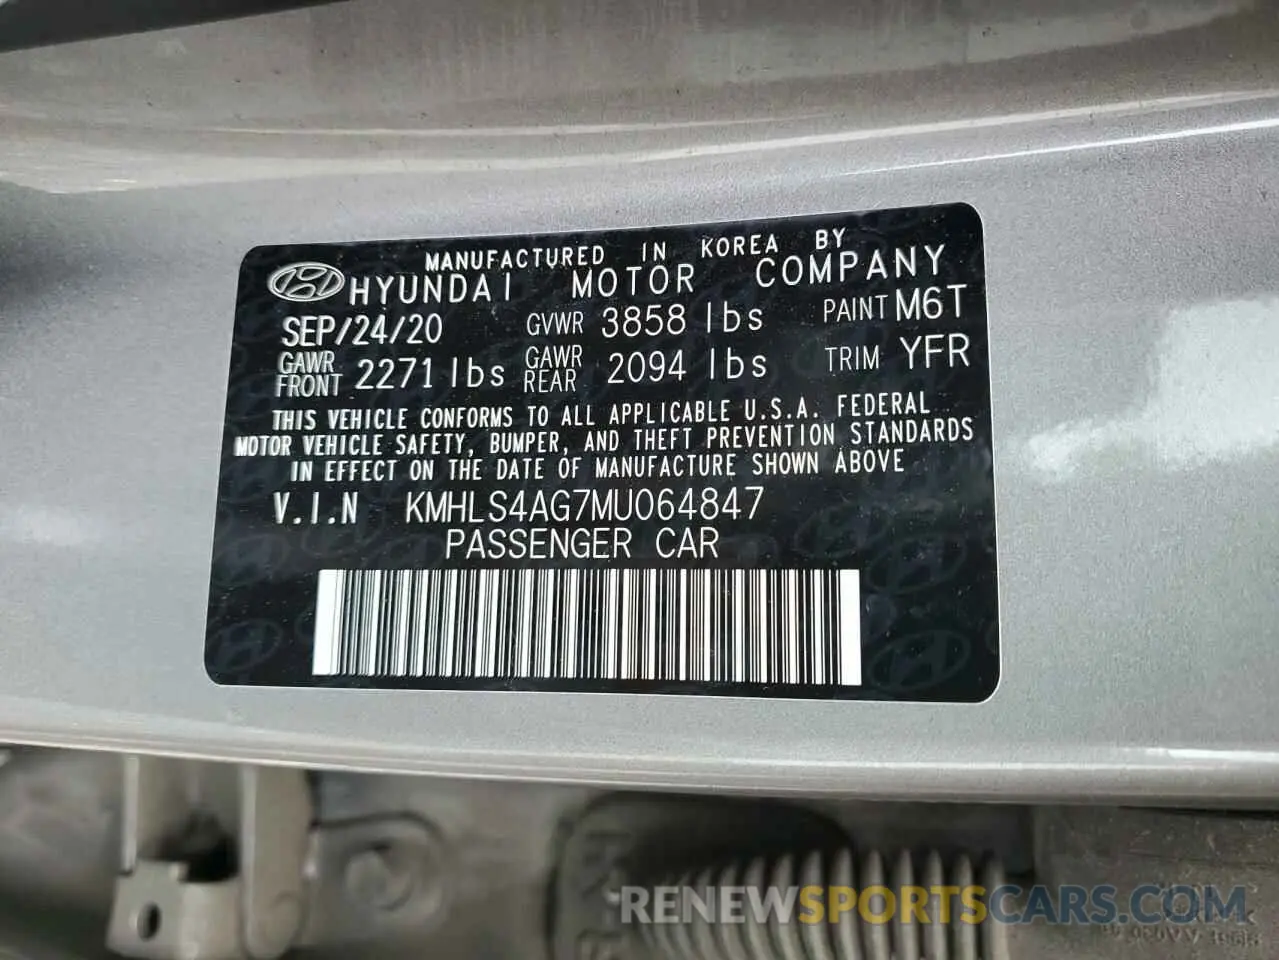 MANUFACTURED IN KOREA BY
HYUNDAI MOTOR COMPANY
SEP/24/20 GVWR 3858 lbs PAINT M6T
GAWR FRONT 2271 lbs GAWR REAR 2094 lbs TRIM YFR
THIS VEHICLE CONFORMS TO ALL APPLICABLE U.S.A. FEDERAL
MOTOR VEHICLE SAFETY, BUMPER, AND THEFT PREVENTION STANDARDS
IN EFFECT ON THE DATE OF MANUFACTURE SHOWN ABOVE
V.I.N KMHLS4AG7MU064847
PASSENGER CAR
RENEWSPORTSCARS.COM